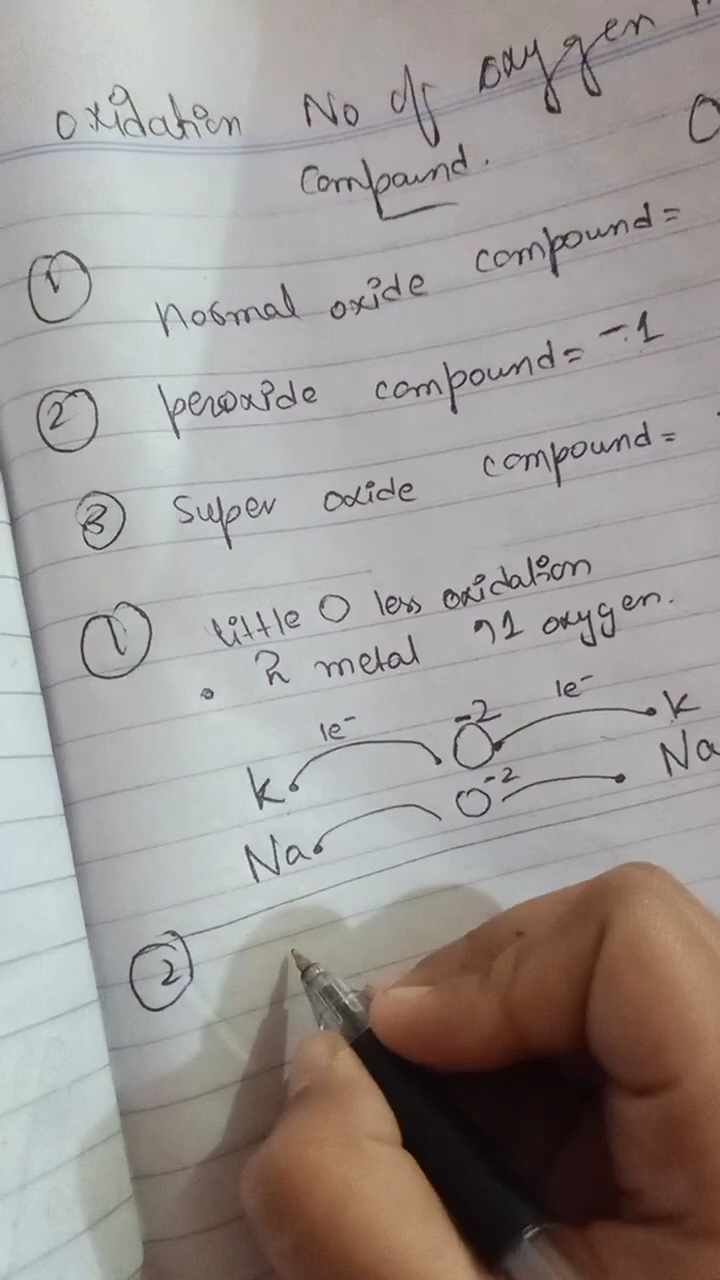 oxidation No of oxygen
Compound.
① normal oxide compound=
② peroxide compound= -1
③ super oxide compound=
① little O less oxidation
• 2 metal 1 oxygen.
1e⁻ -2 1e⁻
K O K
Na O⁻² Na
②